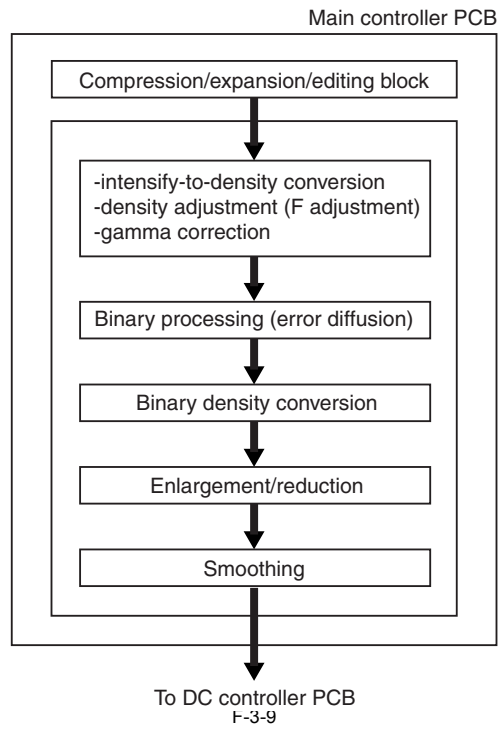 Main controller PCB
Compression/expansion/editing block
-intensify-to-density conversion
-density adjustment (F adjustment)
-gamma correction
Binary processing (error diffusion)
Binary density conversion
Enlargement/reduction
Smoothing
To DC controller PCB
F-3-9